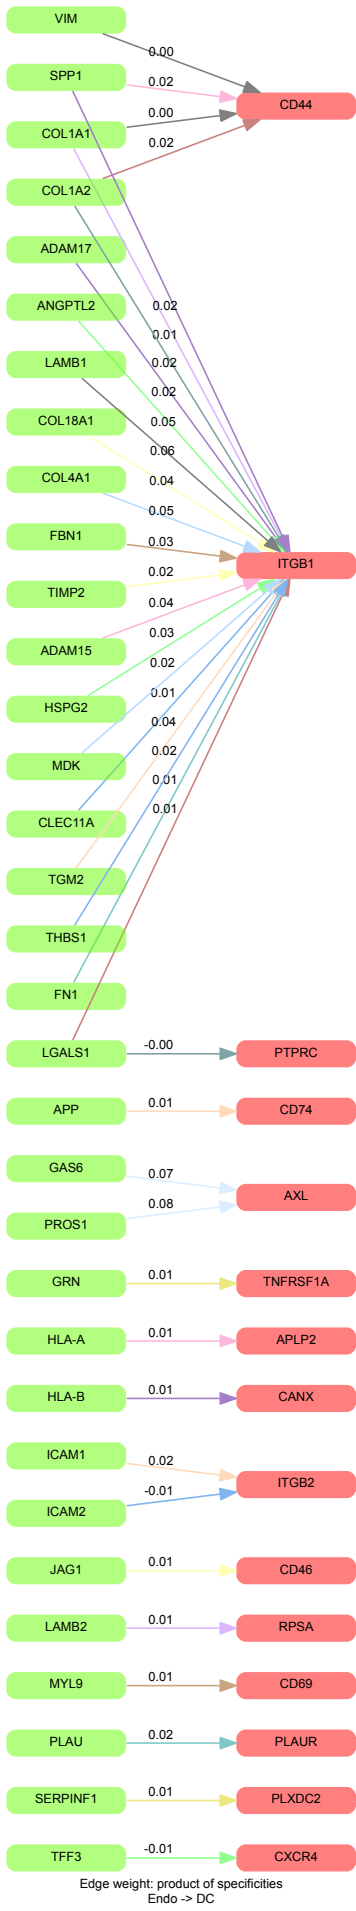 VIM
0.00
SPP1
0.02
CD44
COL1A1
0.00
0.02
COL1A2
ADAM17
ANGPTL2
0.02
0.01
LAMB1
0.02
0.02
COL18A1
0.05
0.06
COL4A1
0.04
0.05
FBN1
0.03
ITGB1
0.02
TIMP2
0.04
ADAM15
0.03
0.02
HSPG2
0.01
0.04
MDK
0.02
0.01
CLEC11A
0.01
TGM2
THBS1
FN1
LGALS1
-0.00
PTPRC
APP
0.01
CD74
GAS6
0.07
AXL
0.08
PROS1
GRN
0.01
TNFRSF1A
HLA-A
0.01
APLP2
HLA-B
0.01
CANX
ICAM1
0.02
ITGB2
-0.01
ICAM2
JAG1
0.01
CD46
LAMB2
0.01
RPSA
MYL9
0.01
CD69
PLAU
0.02
PLAUR
SERPINF1
0.01
PLXDC2
TFF3
-0.01
CXCR4
Edge weight: product of specificities
Endo -> DC